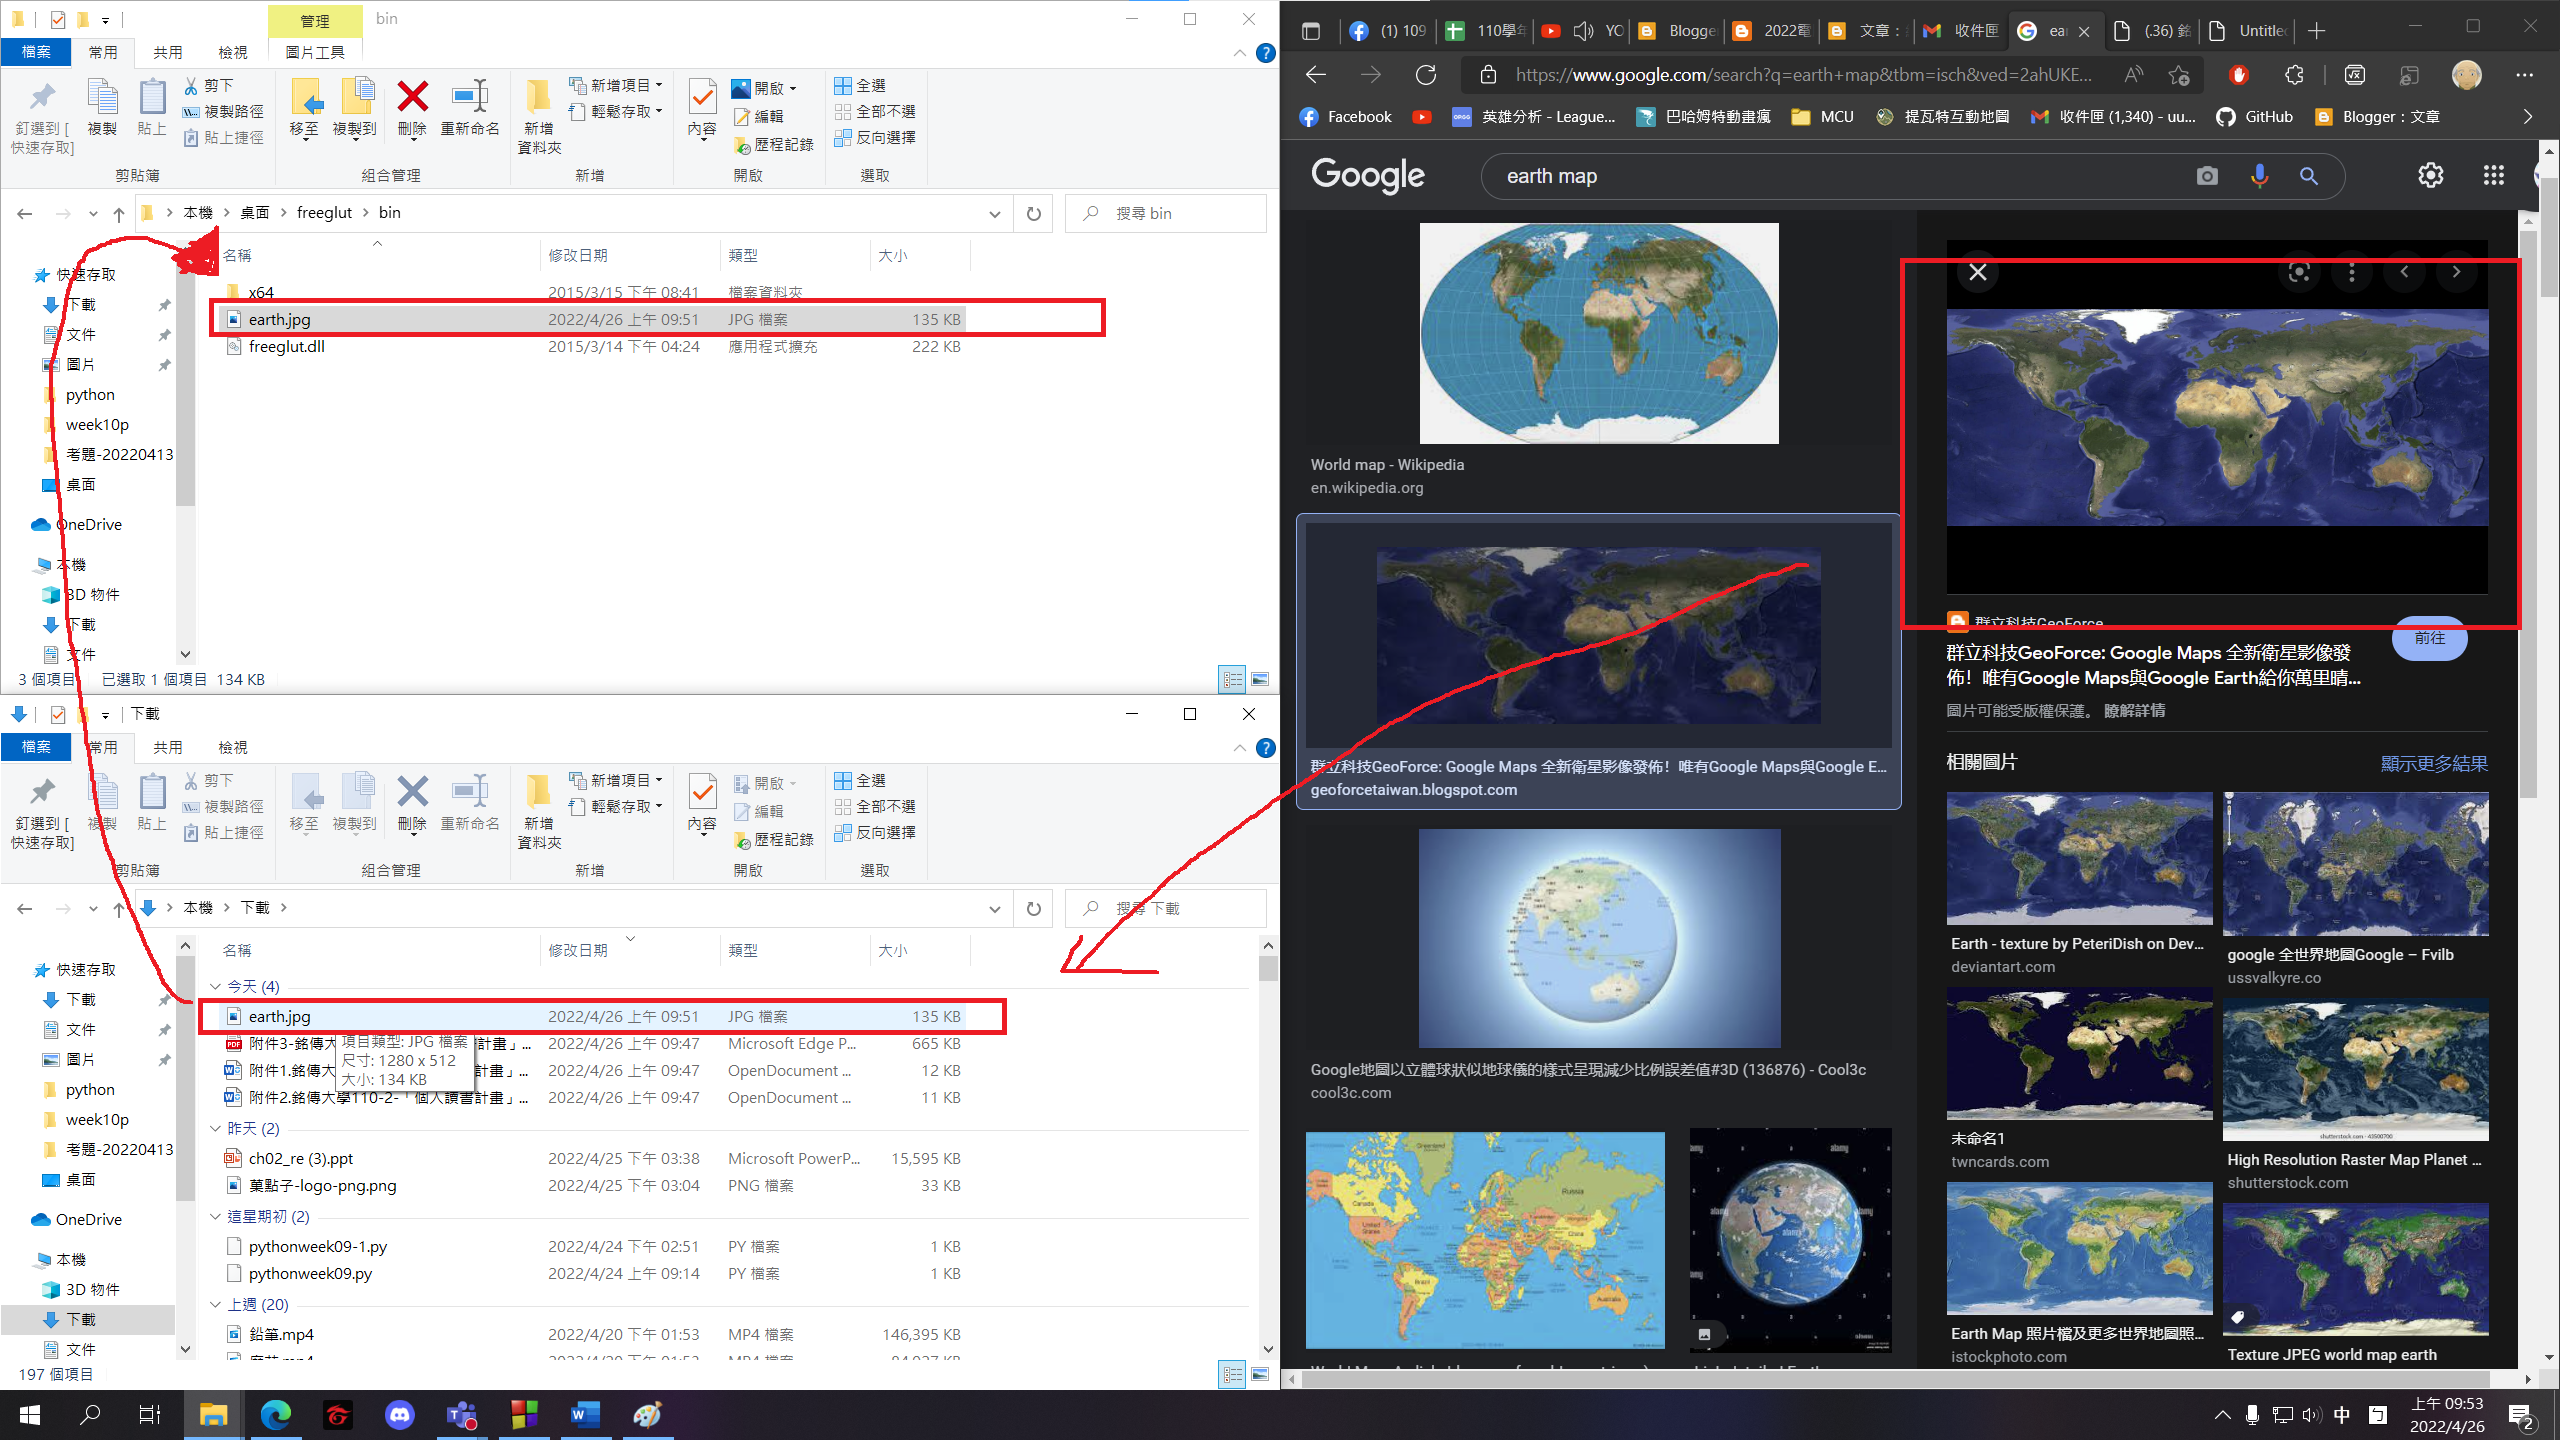 管理
bin
檔案
常用
共用
檢視
圖片工具
釘選到 [
快速存取]
複製
貼上
剪下
複製路徑
貼上捷徑
剪貼簿
移至
複製到
刪除
重新命名
組合管理
新增
資料夾
新增項目
輕鬆存取
新增
內容
開啟
編輯
歷程記錄
開啟
全選
全部不選
反向選擇
選取
本機 > 桌面 > freeglut > bin
搜尋 bin
名稱
修改日期
類型
大小
x64 2015/3/15 下午 08:41 檔案資料夾
earth.jpg 2022/4/26 上午 09:51 JPG 檔案 135 KB
freeglut.dll 2015/3/14 下午 04:24 應用程式擴充 222 KB
快速存取
下載
文件
圖片
python
week10p
考題-20220413
桌面
OneDrive
本機
3D 物件
下載
文件
3 個項目 已選取 1 個項目 134 KB
下載
檔案
常用
共用
檢視
釘選到 [
快速存取]
複製
貼上
剪下
複製路徑
貼上捷徑
剪貼簿
移至
複製到
刪除
重新命名
組合管理
新增
資料夾
新增項目
輕鬆存取
新增
內容
開啟
編輯
歷程記錄
開啟
全選
全部不選
反向選擇
選取
本機 > 下載 >
搜尋 下載
名稱
修改日期
類型
大小
今天 (4)
earth.jpg 2022/4/26 上午 09:51 JPG 檔案 135 KB
附件3-銘傳大 計畫」... 2022/4/26 上午 09:47 Microsoft Edge P... 665 KB
附件1.銘傳大 計畫」... 2022/4/26 上午 09:47 OpenDocument ... 12 KB
附件2.銘傳大學110-2-「個人讀書計畫」... 2022/4/26 上午 09:47 OpenDocument ... 11 KB
項目類型: JPG 檔案
尺寸: 1280 x 512
大小: 134 KB
昨天 (2)
ch02_re (3).ppt 2022/4/25 下午 03:38 Microsoft PowerP... 15,595 KB
菓點子-logo-png.png 2022/4/25 下午 03:04 PNG 檔案 33 KB
這星期初 (2)
pythonweek09-1.py 2022/4/24 下午 02:51 PY 檔案 1 KB
pythonweek09.py 2022/4/24 上午 09:14 PY 檔案 1 KB
上週 (20)
鉛筆.mp4 2022/4/20 下午 01:53 MP4 檔案 146,395 KB
快速存取
下載
文件
圖片
python
week10p
考題-20220413
桌面
OneDrive
本機
3D 物件
下載
文件
197 個項目
(1) 109
110學年
YO
Blogge
2022電
文章：
收件匣
ear
(.36) 銘
Untitle
https://www.google.com/search?q=earth+map&tbm=isch&ved=2ahUKE...
Facebook
英雄分析 - League...
巴哈姆特動畫瘋
MCU
提瓦特互動地圖
收件匣 (1,340) - uu...
GitHub
Blogger：文章
Google
earth map
World map - Wikipedia
en.wikipedia.org
群立科技GeoForce: Google Maps 全新衛星影像發佈！唯有Google Maps與Google E...
geoforcetaiwan.blogspot.com
Google地圖以立體球狀似地球儀的樣式呈現減少比例誤差值#3D (136876) - Cool3c
cool3c.com
群立科技GeoForce
前往
群立科技GeoForce: Google Maps 全新衛星影像發
佈！唯有Google Maps與Google Earth給你萬里晴...
圖片可能受版權保護。 瞭解詳情
相關圖片
顯示更多結果
Earth - texture by PeteriDish on Dev...
deviantart.com
google 全世界地圖Google – Fvilb
ussvalkyre.co
未命名1
twncards.com
High Resolution Raster Map Planet ...
shutterstock.com
Earth Map 照片檔及更多世界地圖照...
istockphoto.com
Texture JPEG world map earth
中
上午 09:53
2022/4/26
2